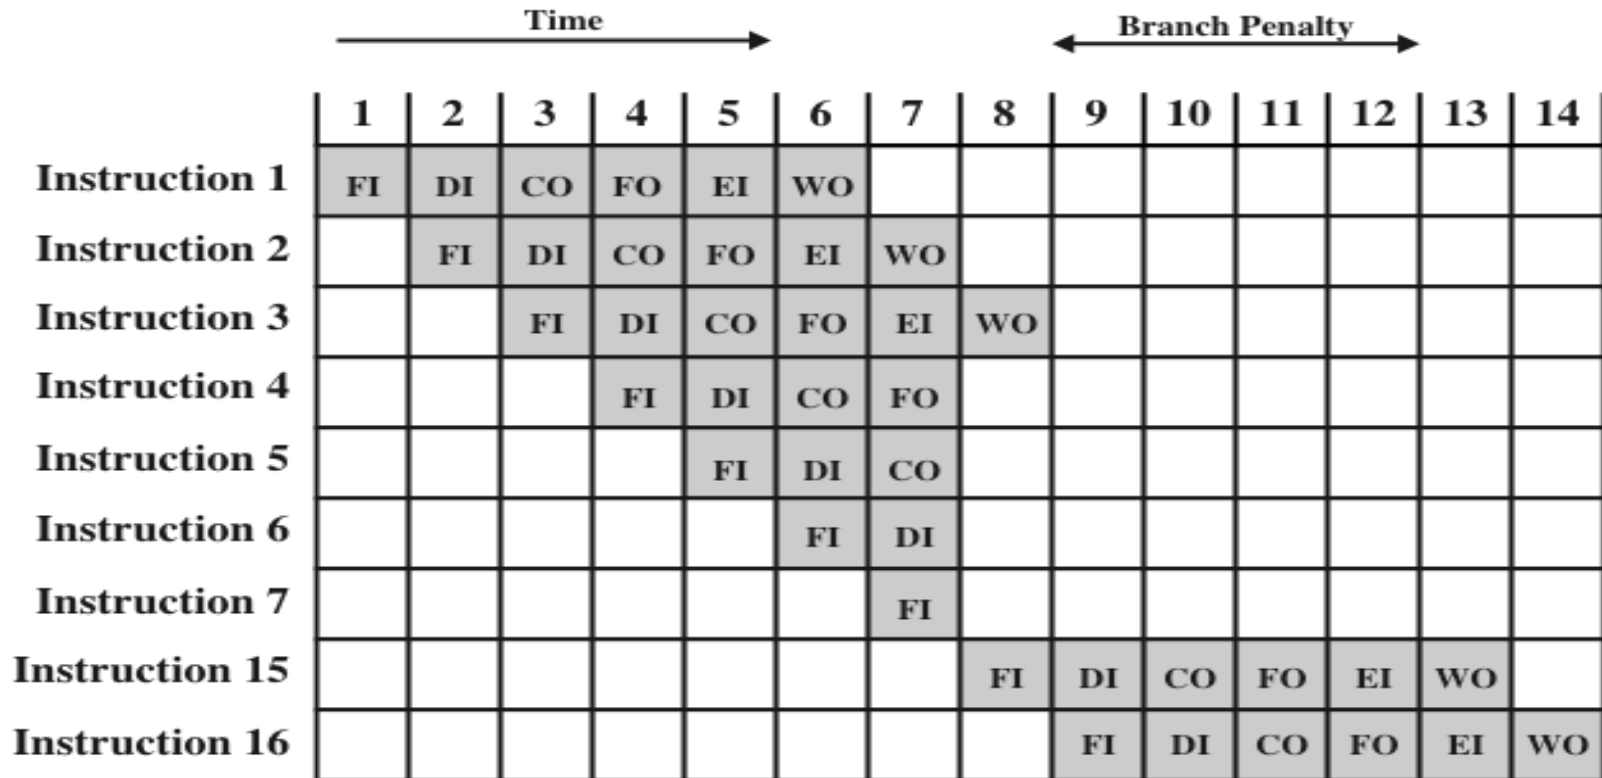 Time Branch Penalty
1 2 3 4 5 6 7 8 9 10 11 12 13 14
Instruction 1 FI DI CO FO EI WO
Instruction 2 FI DI CO FO EI WO
Instruction 3 FI DI CO FO EI WO
Instruction 4 FI DI CO FO
Instruction 5 FI DI CO
Instruction 6 FI DI
Instruction 7 FI
Instruction 15 FI DI CO FO EI WO
Instruction 16 FI DI CO FO EI WO